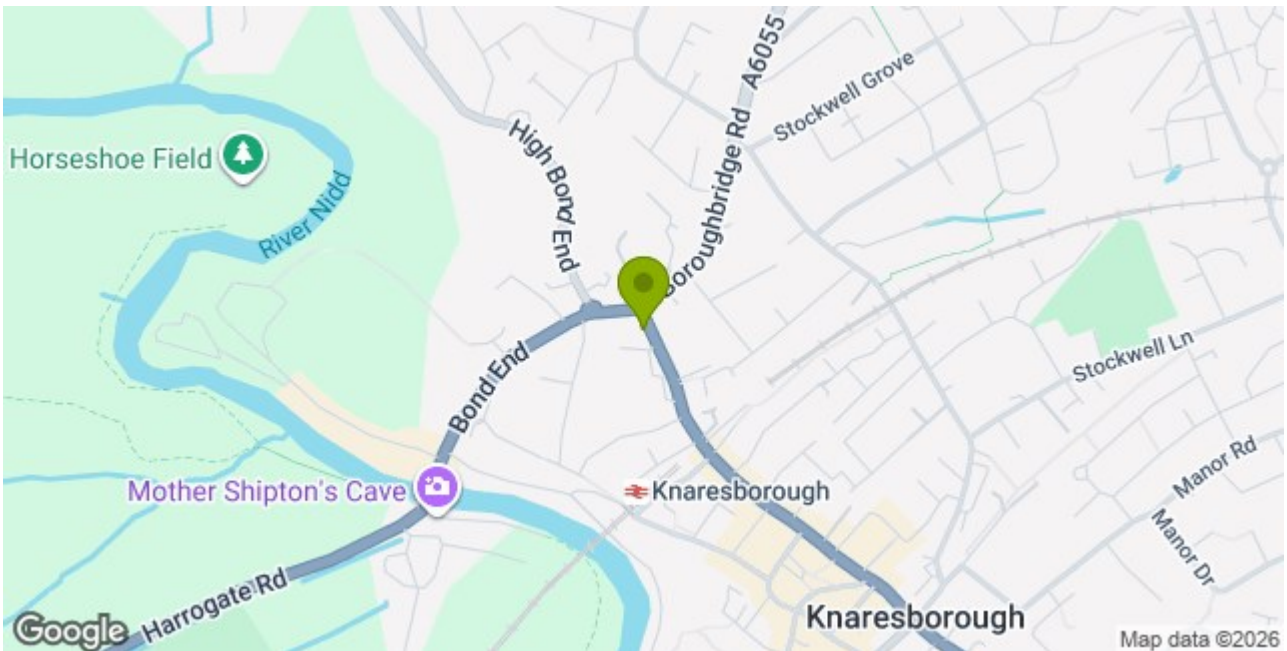 A6055
Stockwell Grove
High Bond End
Boroughbridge Rd
Horseshoe Field
River Nidd
Bond End
Stockwell Ln
Manor Rd
Mother Shipton's Cave
Knaresborough
Manor Dr
Harrogate Rd
Knaresborough
Google
Map data ©2026